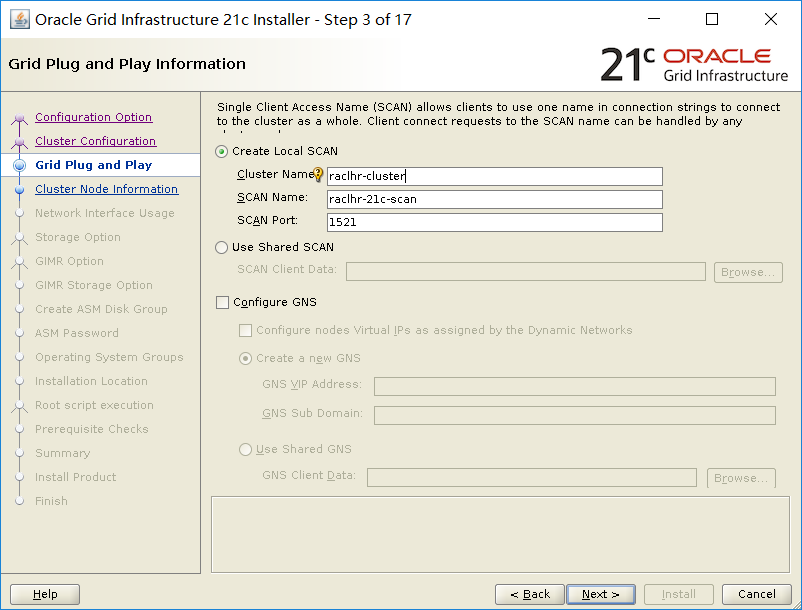 Oracle Grid Infrastructure 21c Installer - Step 3 of 17
Grid Plug and Play Information
21c ORACLE
Grid Infrastructure
Configuration Option
Cluster Configuration
Grid Plug and Play
Cluster Node Information
Network Interface Usage
Storage Option
GIMR Option
GIMR Storage Option
Create ASM Disk Group
ASM Password
Operating System Groups
Installation Location
Root script execution
Prerequisite Checks
Summary
Install Product
Finish
Single Client Access Name (SCAN) allows clients to use one name in connection strings to connect
to the cluster as a whole. Client connect requests to the SCAN name can be handled by any
Create Local SCAN
Cluster Name raclhr-cluster
SCAN Name: raclhr-21c-scan
SCAN Port: 1521
Use Shared SCAN
SCAN Client Data: Browse...
Configure GNS
Configure nodes Virtual IPs as assigned by the Dynamic Networks
Create a new GNS
GNS VIP Address:
GNS Sub Domain:
Use Shared GNS
GNS Client Data: Browse...
Help < Back Next > Install Cancel